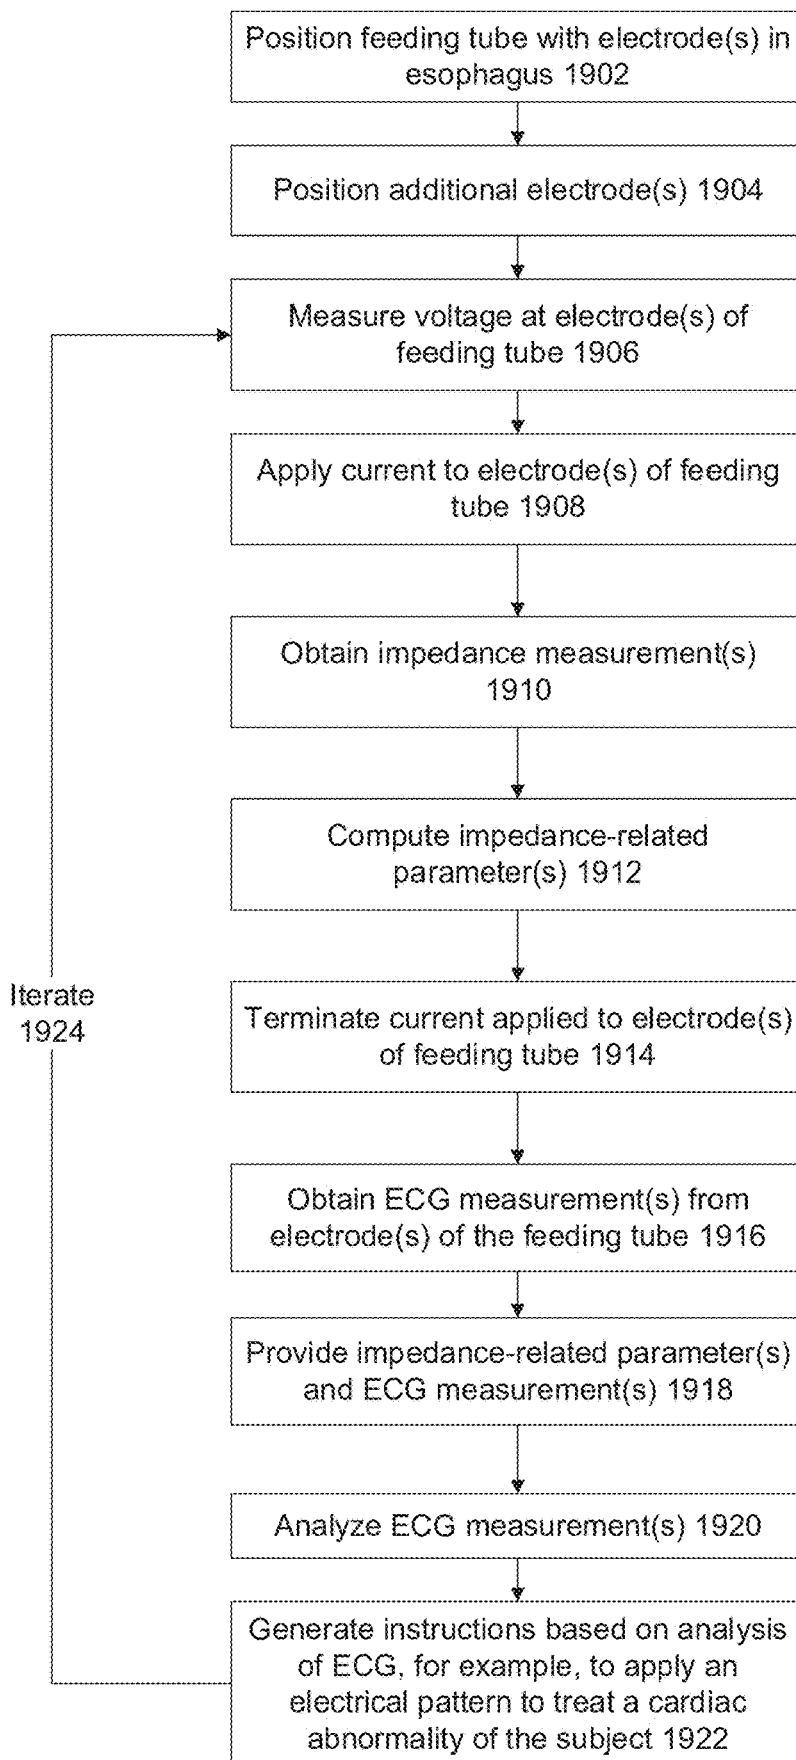 Position feeding tube with electrode(s) in
esophagus 1902
Position additional electrode(s) 1904
Measure voltage at electrode(s) of
feeding tube 1906
Apply current to electrode(s) of feeding
tube 1908
Obtain impedance measurement(s)
1910
Compute impedance-related
parameter(s) 1912
Iterate
1924
Terminate current applied to electrode(s)
of feeding tube 1914
Obtain ECG measurement(s) from
electrode(s) of the feeding tube 1916
Provide impedance-related parameter(s)
and ECG measurement(s) 1918
Analyze ECG measurement(s) 1920
Generate instructions based on analysis
of ECG, for example, to apply an
electrical pattern to treat a cardiac
abnormality of the subject 1922